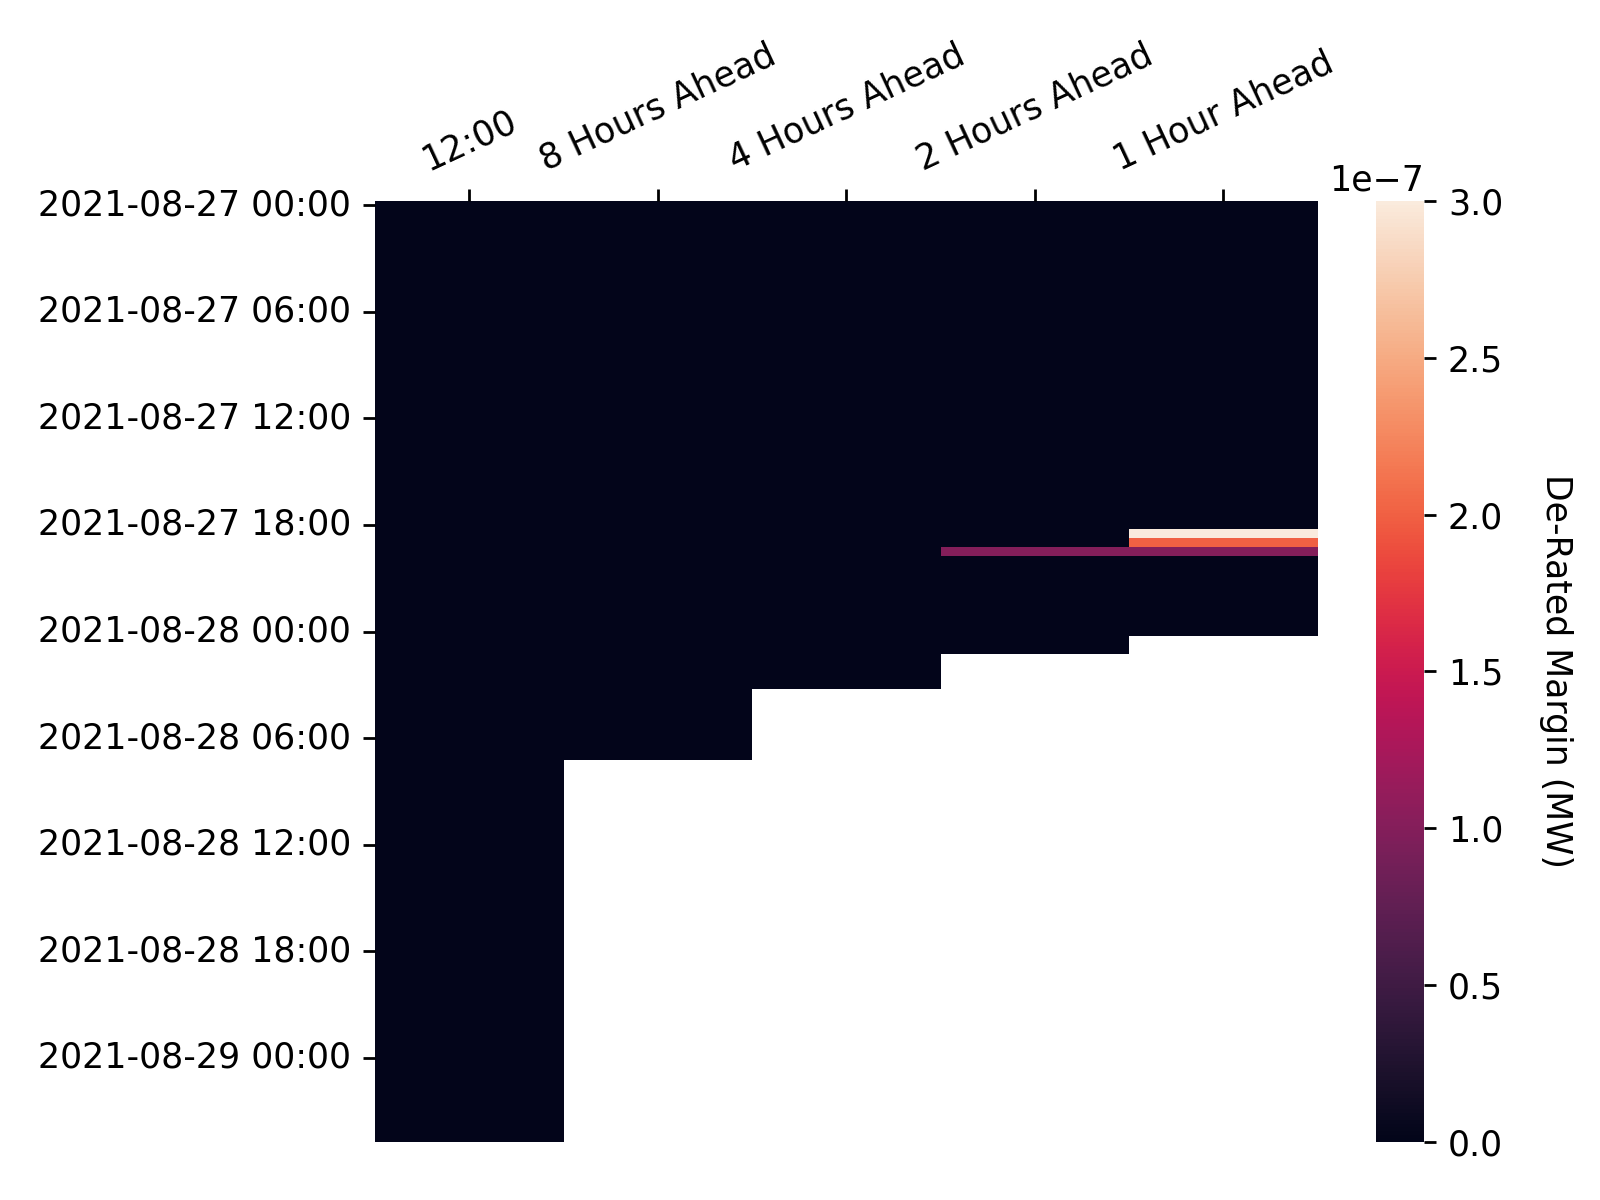 12:00
8 Hours Ahead
4 Hours Ahead
2 Hours Ahead
1 Hour Ahead
1e−7
2021-08-27 00:00
2021-08-27 06:00
2021-08-27 12:00
2021-08-27 18:00
2021-08-28 00:00
2021-08-28 06:00
2021-08-28 12:00
2021-08-28 18:00
2021-08-29 00:00
3.0
2.5
2.0
1.5
1.0
0.5
0.0
De-Rated Margin (MW)